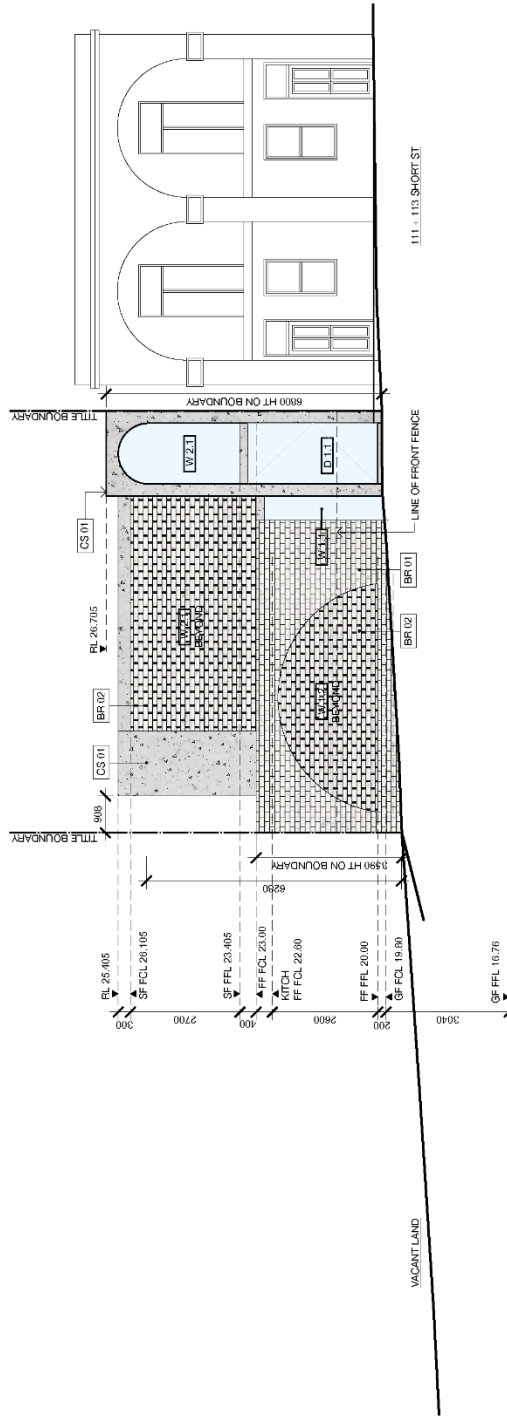 TITLE BOUNDARY
TITLE BOUNDARY
908
RL 26.705
CS 01
BR 02
CS 01
RL 25.405
SF FCL 26.105
SF FFL 23.405
FF FCL 23.00
KITCH
FF FCL 22.60
FF FFL 20.00
GF FCL 19.80
GF FFL 16.76
300
2700
400
2600
200
3040
6280
3590 HT ON BOUNDARY
6800 HT ON BOUNDARY
W 2.1
BEYOND
W 2.1
D 1.1
W 1.1
BEYOND
BR 02
BR 01
LINE OF FRONT FENCE
VACANT LAND
111 + 113 SHORT ST